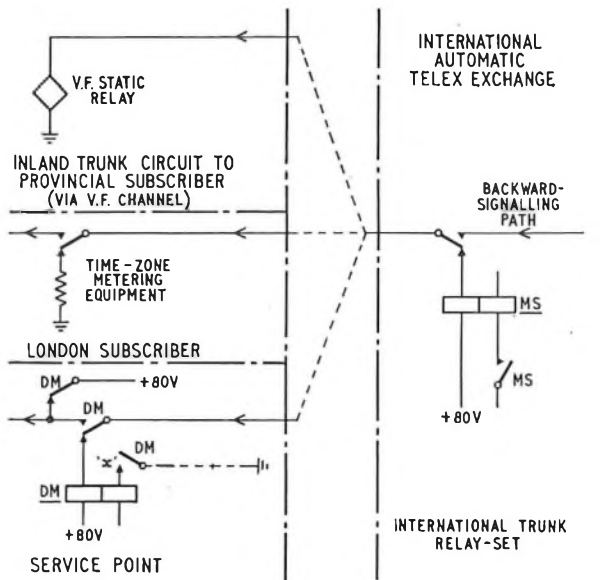 INTERNATIONAL
AUTOMATIC
TELEX EXCHANGE
V.F. STATIC
RELAY
INLAND TRUNK CIRCUIT TO
PROVINCIAL SUBSCRIBER
(VIA V.F. CHANNEL)
BACKWARD-
SIGNALLING
PATH
TIME-ZONE
METERING
EQUIPMENT
MS
LONDON SUBSCRIBER
DM
+80V
MS
DM
+80V
'x'
DM
DM
+80V
INTERNATIONAL TRUNK
RELAY-SET
SERVICE POINT